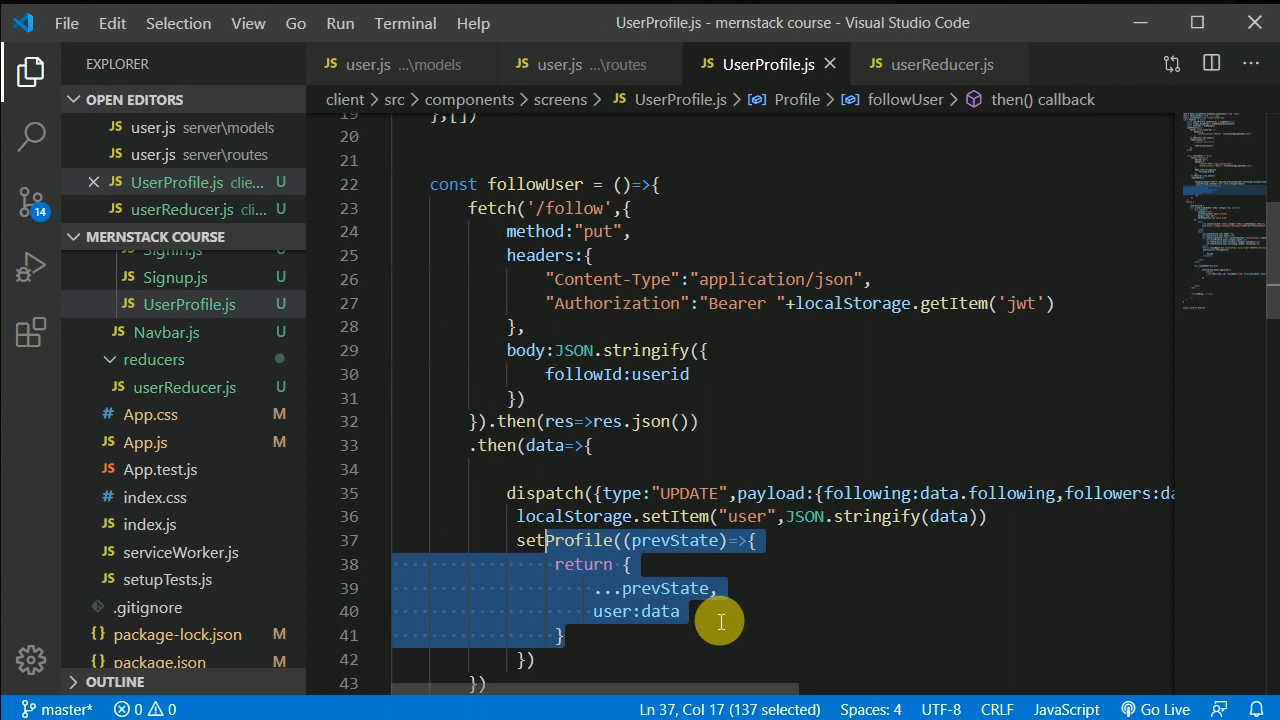 File Edit Selection View Go Run Terminal Help UserProfile.js - mernstack course - Visual Studio Code
EXPLORER
JS user.js ...\models JS user.js ...\routes JS UserProfile.js JS userReducer.js
OPEN EDITORS
JS user.js server\models
JS user.js server\routes
JS UserProfile.js clie... U
JS userReducer.js cli... U
14
MERNSTACK COURSE
JS Signin.js U
JS Signup.js U
JS UserProfile.js U
JS Navbar.js U
reducers
JS userReducer.js U
# App.css M
JS App.js M
JS App.test.js
# index.css
JS index.js
JS serviceWorker.js
JS setupTests.js
.gitignore
{} package-lock.json M
{} package.json M
OUTLINE
client > src > components > screens > JS UserProfile.js > Profile > followUser > then() callback
19 },[])
20
21
22 const followUser = ()=>{
23 fetch('/follow',{
24 method:"put",
25 headers:{
26 "Content-Type":"application/json",
27 "Authorization":"Bearer "+localStorage.getItem('jwt')
28 },
29 body:JSON.stringify({
30 followId:userid
31 })
32 }).then(res=>res.json())
33 .then(data=>{
34
35 dispatch({type:"UPDATE",payload:{following:data.following,followers:da
36 localStorage.setItem("user",JSON.stringify(data))
37 setProfile((prevState)=>{
38 return {
39 ...prevState,
40 user:data
41 }
42 })
43 })
master* 0 0 Ln 37, Col 17 (137 selected) Spaces: 4 UTF-8 CRLF JavaScript Go Live